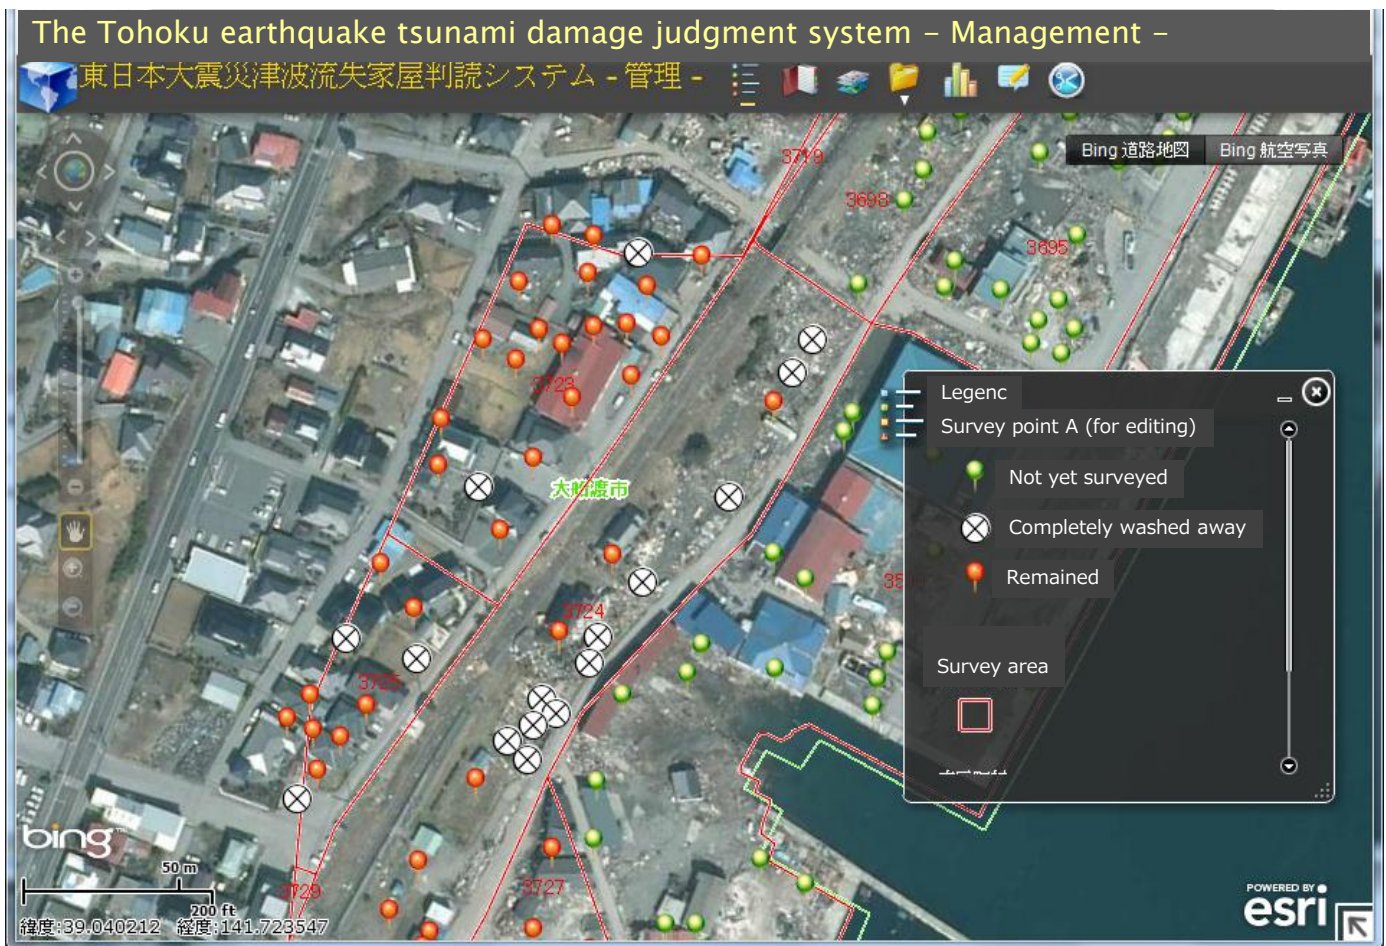 The Tohoku earthquake tsunami damage judgment system – Management –
東日本大震災津波流失家屋判読システム - 管理 -
Bing 道路地図 Bing 航空写真
3719
3698
3695
3723
大船渡市
3724
3725
3727
3729
Legenc
Survey point A (for editing)
Not yet surveyed
Completely washed away
Remained
Survey area
bing™
50 m
200 ft
緯度:39.040212 経度:141.723547
POWERED BY
esri